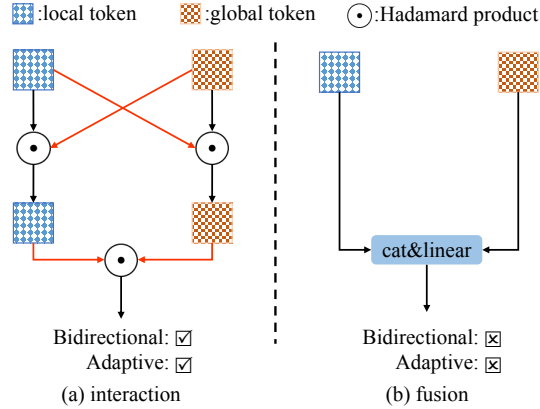 :local token :global token :Hadamard product
cat&linear
Bidirectional: ☑
Adaptive: ☑
(a) interaction
Bidirectional: ☒
Adaptive: ☒
(b) fusion